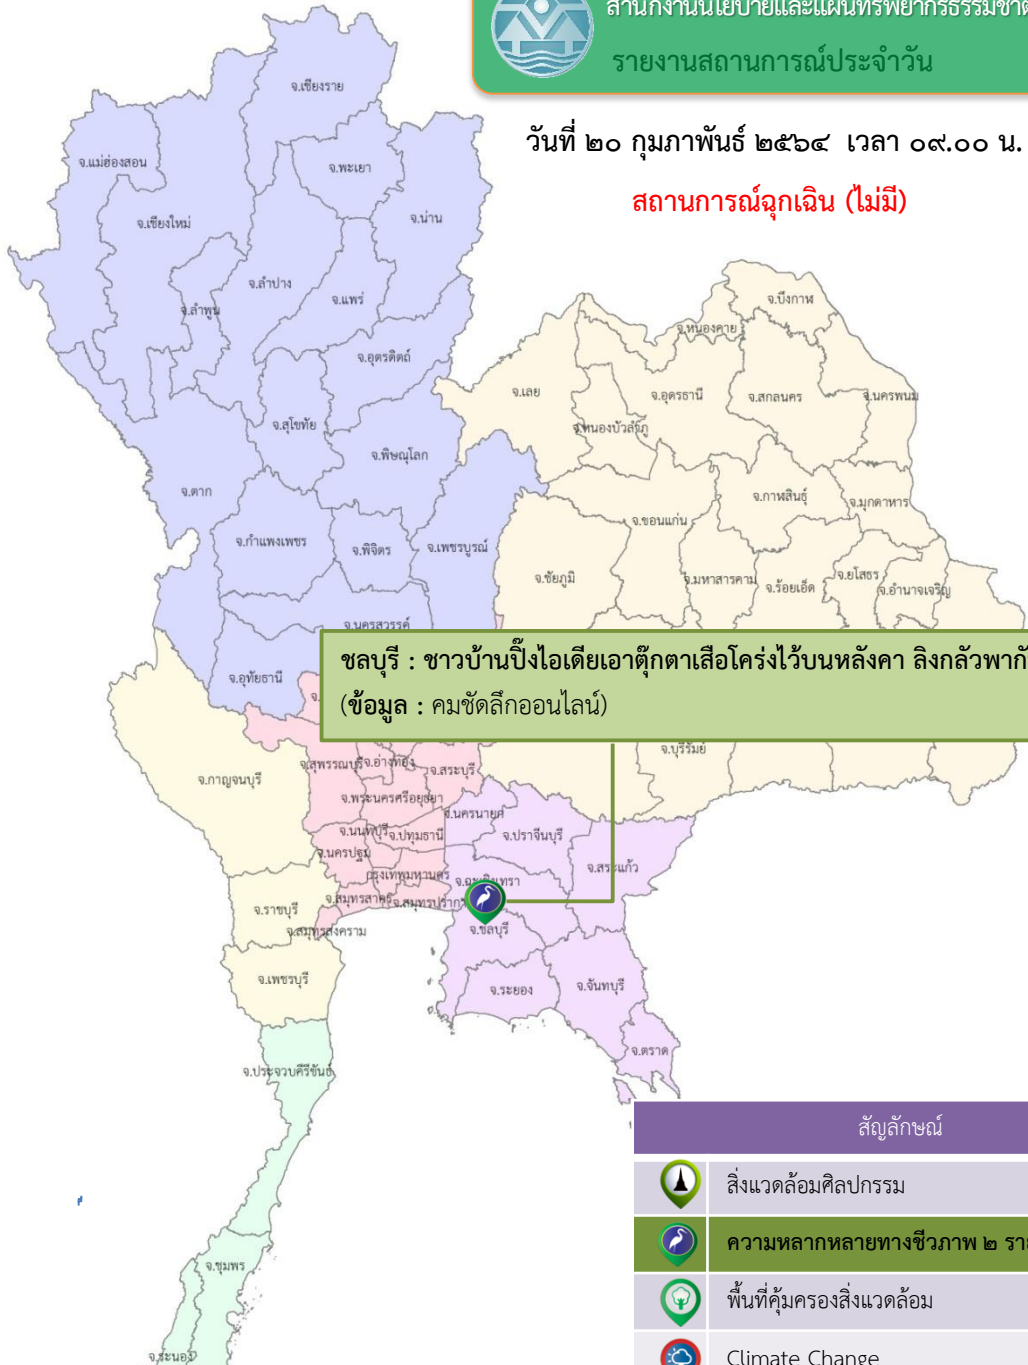 สำนักงานนโยบายและแผนทรัพยากรธรรมชาติ
รายงานสถานการณ์ประจำวัน
วันที่ ๒๐ กุมภาพันธ์ ๒๕๖๔ เวลา ๐๙.๐๐ น.
สถานการณ์ฉุกเฉิน (ไม่มี)
จ.เชียงราย
จ.แม่ฮ่องสอน
จ.พะเยา
จ.เชียงใหม่
จ.น่าน
จ.ลำปาง
จ.แพร่
จ.ลำพูน
จ.อุตรดิตถ์
จ.สุโขทัย
จ.พิษณุโลก
จ.ตาก
จ.กำแพงเพชร
จ.พิจิตร
จ.เพชรบูรณ์
จ.นครสวรรค์
จ.อุทัยธานี
จ.บึงกาฬ
จ.หนองคาย
จ.เลย
จ.อุดรธานี
จ.สกลนคร
จ.นครพนม
จ.หนองบัวลำภู
จ.กาฬสินธุ์
จ.มุกดาหาร
จ.ขอนแก่น
จ.ชัยภูมิ
จ.มหาสารคาม
จ.ร้อยเอ็ด
จ.ยโสธร
จ.อำนาจเจริญ
ชลบุรี : ชาวบ้านปิ๊งไอเดียเอาตุ๊กตาเสือโคร่งไว้บนหลังคา ลิงกลัวพากั
(ข้อมูล : คมชัดลึกออนไลน์)
จ.บุรีรัมย์
จ.กาญจนบุรี
จ.สุพรรณบุรี
จ.อ่างทอง
จ.สระบุรี
จ.พระนครศรีอยุธยา
จ.นครนายก
จ.นนทบุรี
จ.ปทุมธานี
จ.ปราจีนบุรี
จ.นครปฐม
กรุงเทพมหานคร
จ.ฉะเชิงเทรา
จ.สระแก้ว
จ.สมุทรสาคร
จ.สมุทรปราก
จ.ราชบุรี
จ.สมุทรสงคราม
จ.ชลบุรี
จ.เพชรบุรี
จ.ระยอง
จ.จันทบุรี
จ.ตราด
จ.ประจวบคีรีขันธ์
จ.ชุมพร
จ.ระนอง
สัญลักษณ์
สิ่งแวดล้อมศิลปกรรม
ความหลากหลายทางชีวภาพ ๒ ราย
พื้นที่คุ้มครองสิ่งแวดล้อม
Climate Change